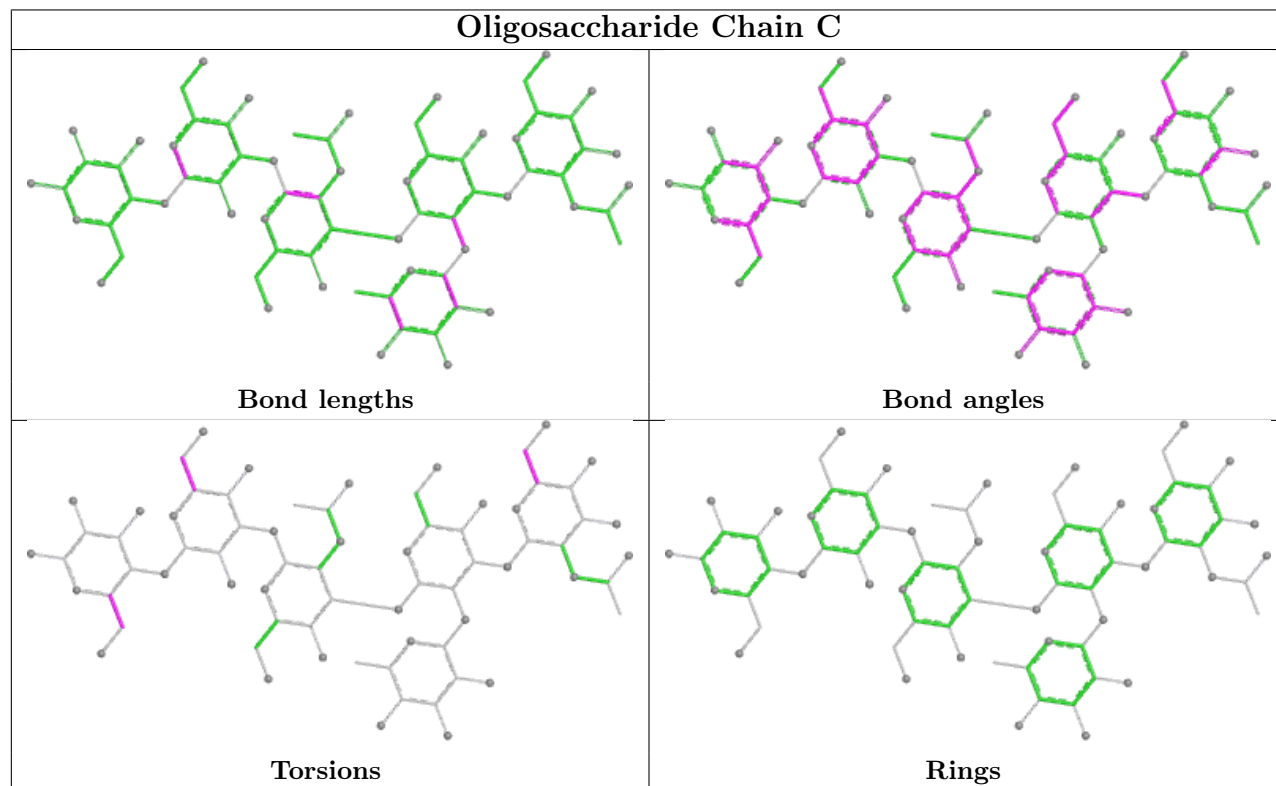 Oligosaccharide Chain C
Bond lengths
Bond angles
Torsions
Rings